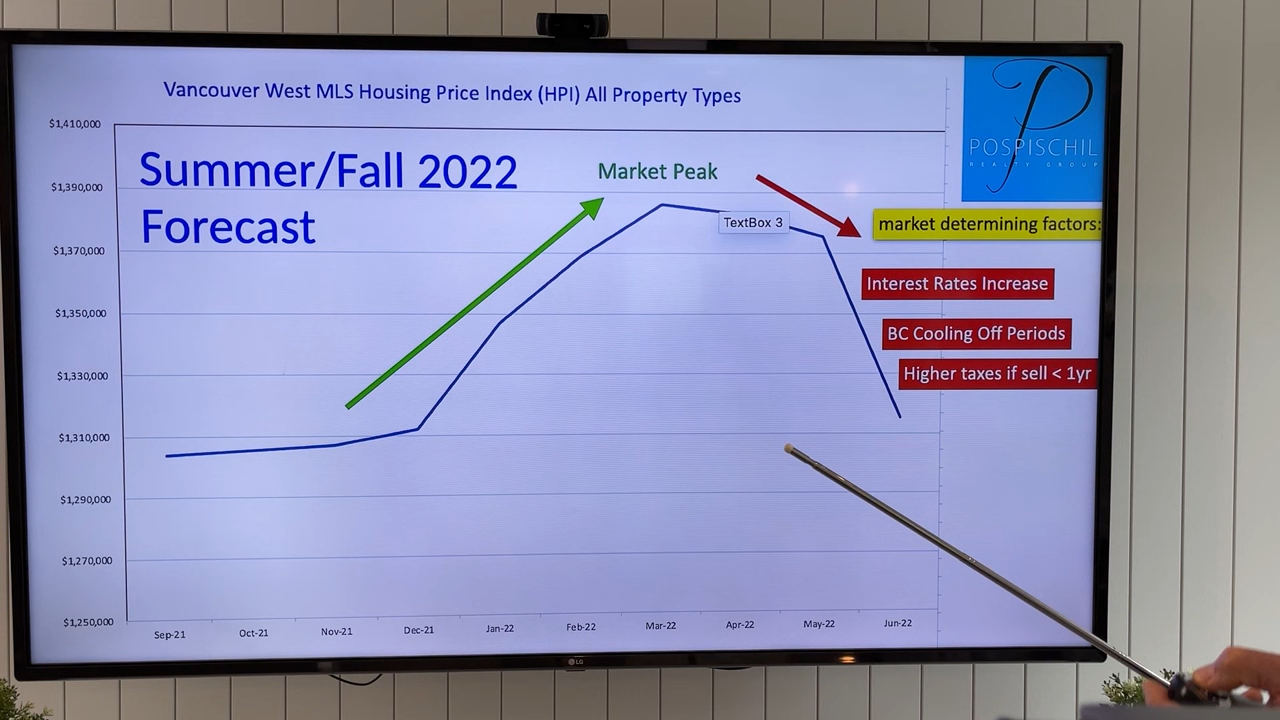 Vancouver West MLS Housing Price Index (HPI) All Property Types
POSPISCHIL
REALTY GROUP
$1,410,000
$1,390,000
$1,370,000
$1,350,000
$1,330,000
$1,310,000
$1,290,000
$1,270,000
$1,250,000
Summer/Fall 2022
Forecast
Market Peak
TextBox 3
market determining factors:
Interest Rates Increase
BC Cooling Off Periods
Higher taxes if sell < 1yr
Sep-21
Oct-21
Nov-21
Dec-21
Jan-22
Feb-22
Mar-22
Apr-22
May-22
Jun-22
LG